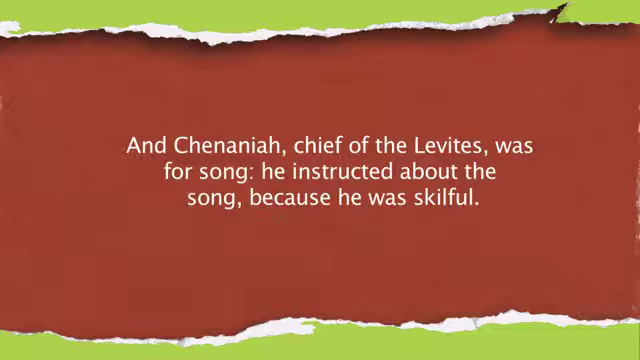 And Chenaniah, chief of the Levites, was
for song: he instructed about the
song, because he was skilful.